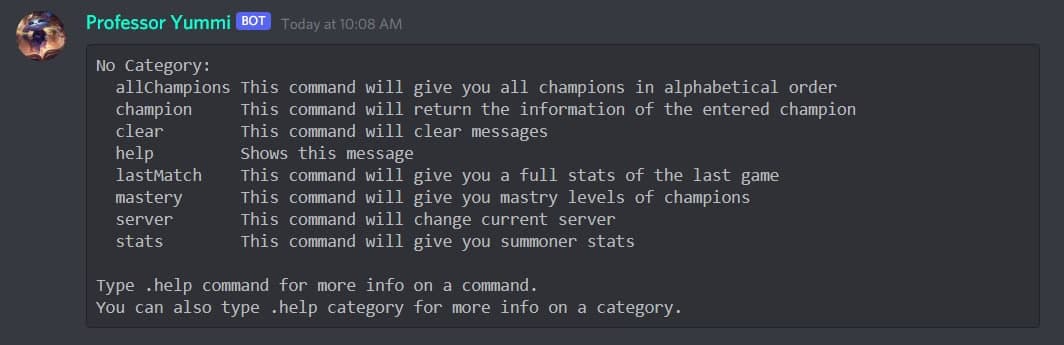 Professor Yummi BOT Today at 10:08 AM
No Category:
allChampions This command will give you all champions in alphabetical order
champion This command will return the information of the entered champion
clear This command will clear messages
help Shows this message
lastMatch This command will give you a full stats of the last game
mastery This command will give you mastry levels of champions
server This command will change current server
stats This command will give you summoner stats
Type .help command for more info on a command.
You can also type .help category for more info on a category.